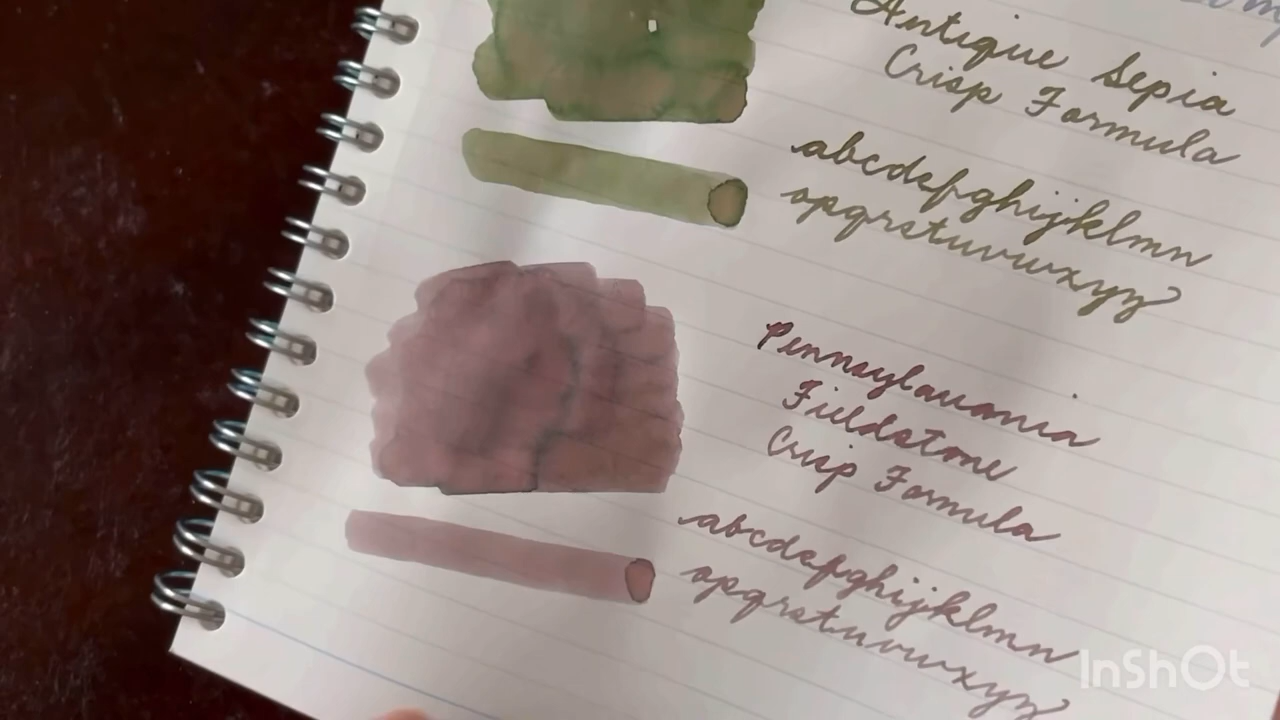 Antique Sepia
Crisp Formula
abcdefghijklmn
opqrstuvwxyz
Pennsylvania
Fieldstone
Crisp Formula
abcdefghijklmn
opqrstuvwxyz
InShOt